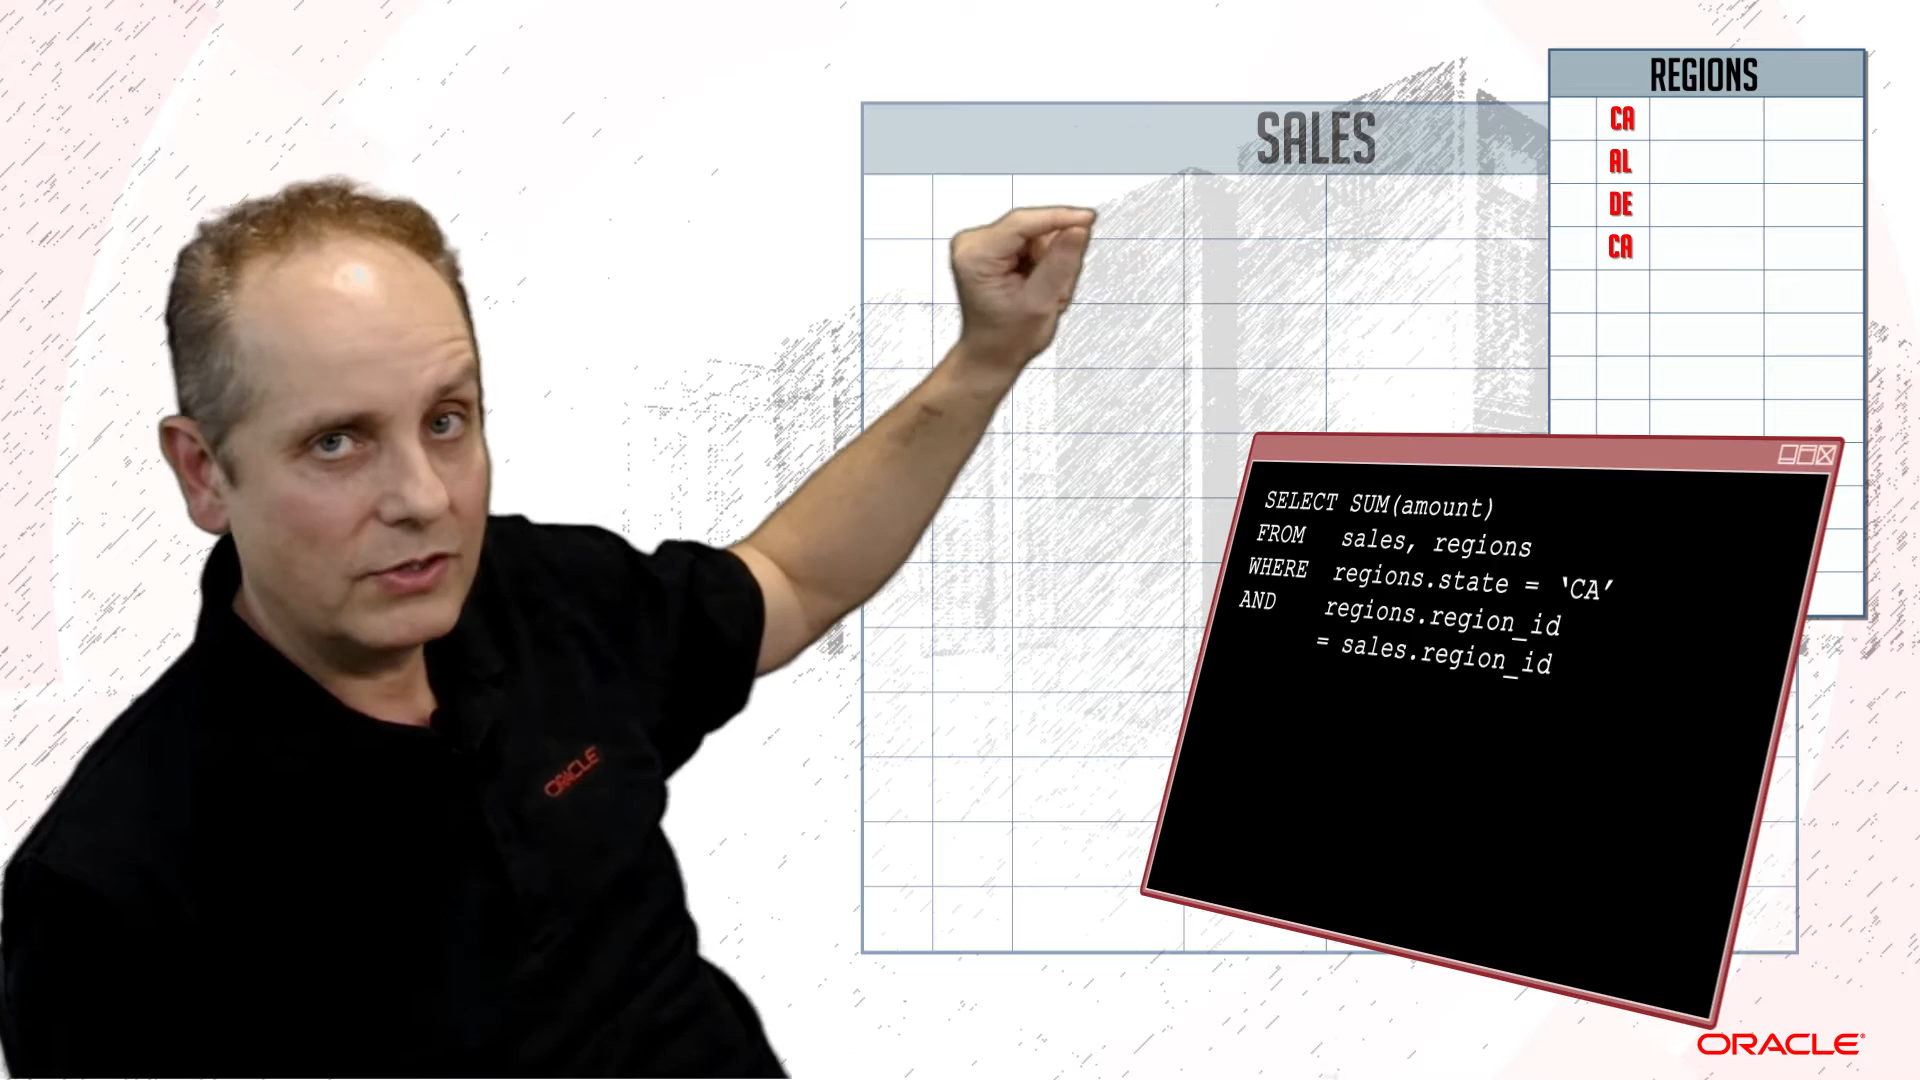 REGIONS
SALES
CA
AL
DE
CA
SELECT SUM(amount)
FROM sales, regions
WHERE regions.state = ‘CA’
AND regions.region_id
= sales.region_id
ORACLE
ORACLE